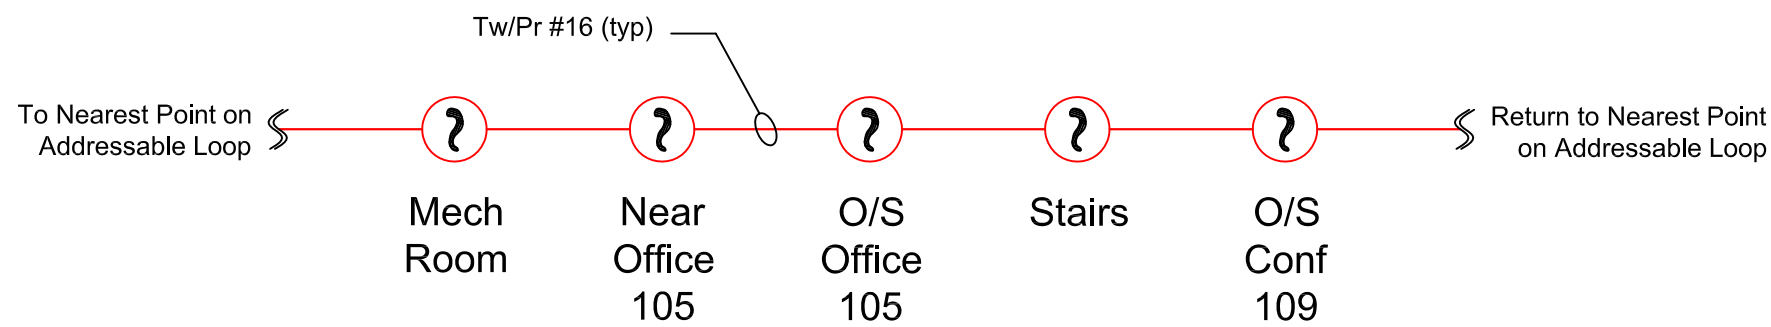 Tw/Pr #16 (typ)
To Nearest Point on
Addressable Loop
Return to Nearest Point
on Addressable Loop
Mech
Room
Near
Office
105
O/S
Office
105
Stairs
O/S
Conf
109